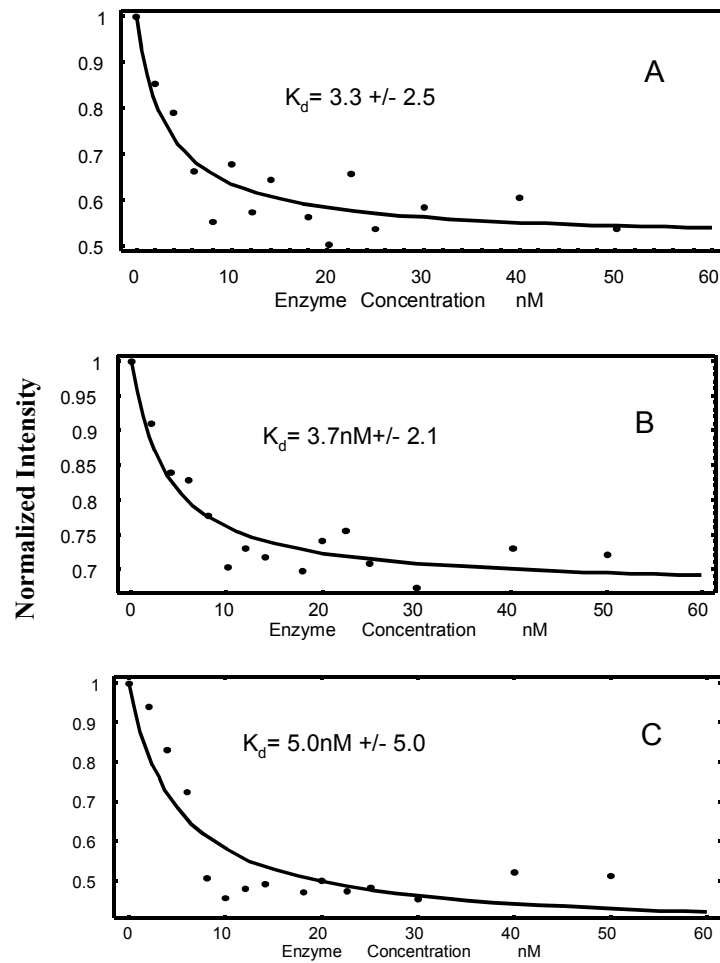 1
A
0.9
K_d= 3.3 +/- 2.5
0.8
0.7
0.6
0.5
0 10 20 30 40 50 60
Enzyme Concentration nM
Normalized Intensity
1
0.95
B
0.9
K_d= 3.7nM+/- 2.1
0.85
0.8
0.75
0.7
0 10 20 30 40 50 60
Enzyme Concentration nM
1
0.9
C
K_d= 5.0nM +/- 5.0
0.8
0.7
0.6
0.5
0 10 20 30 40 50 60
Enzyme Concentration nM